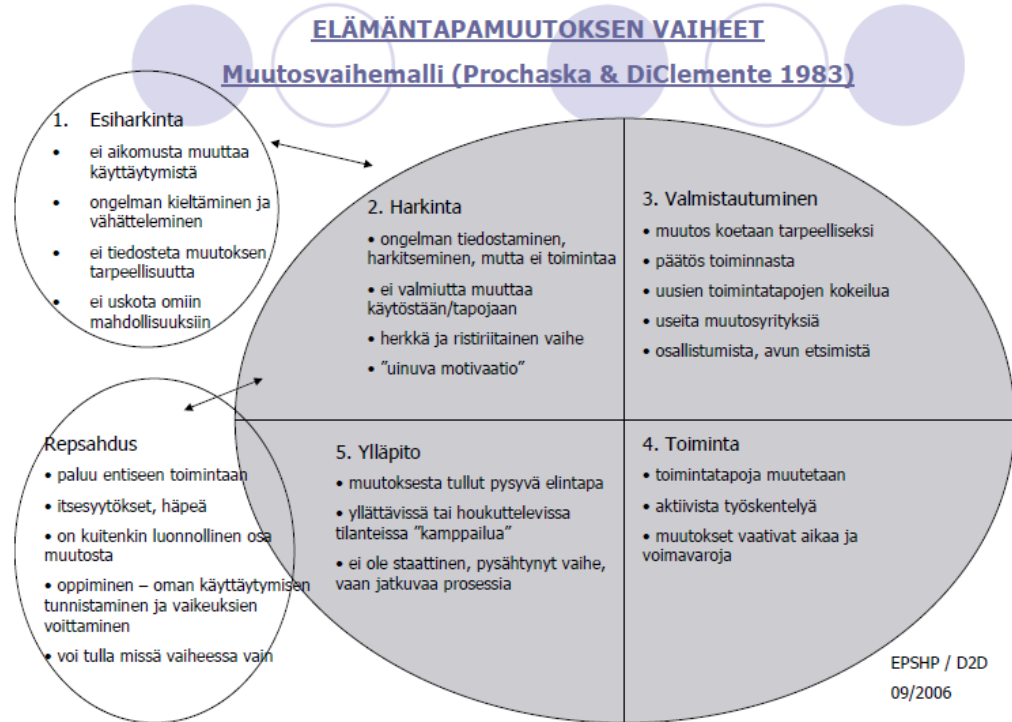 ELÄMÄNTAPAMUUTOKSEN VAIHEET
Muutosvaihemalli (Prochaska & DiClemente 1983)
1. Esiharkinta
• ei aikomusta muuttaa
käyttäytymistä
• ongelman kieltäminen ja
vähätteleminen
• ei tiedosteta muutoksen
tarpeellisuutta
• ei uskota omiin
mahdollisuuksiin
2. Harkinta
• ongelman tiedostaminen,
harkitseminen, mutta ei toimintaa
• ei valmiutta muuttaa
käytöstään/tapojaan
• herkkä ja ristiriitainen vaihe
• ”uinuva motivaatio”
3. Valmistautuminen
• muutos koetaan tarpeelliseksi
• päätös toiminnasta
• uusien toimintatapojen kokeilua
• useita muutosyrityksiä
• osallistumista, avun etsimistä
Repsahdus
• paluu entiseen toimintaan
• itsesyytökset, häpeä
• on kuitenkin luonnollinen osa
muutosta
• oppiminen – oman käyttäytymisen
tunnistaminen ja vaikeuksien
voittaminen
• voi tulla missä vaiheessa vain
5. Ylläpito
• muutoksesta tullut pysyvä elintapa
• yllättävissä tai houkuttelevissa
tilanteissa ”kamppailua”
• ei ole staattinen, pysähtynyt vaihe,
vaan jatkuvaa prosessia
4. Toiminta
• toimintatapoja muutetaan
• aktiivista työskentelyä
• muutokset vaativat aikaa ja
voimavaroja
EPSHP / D2D
09/2006